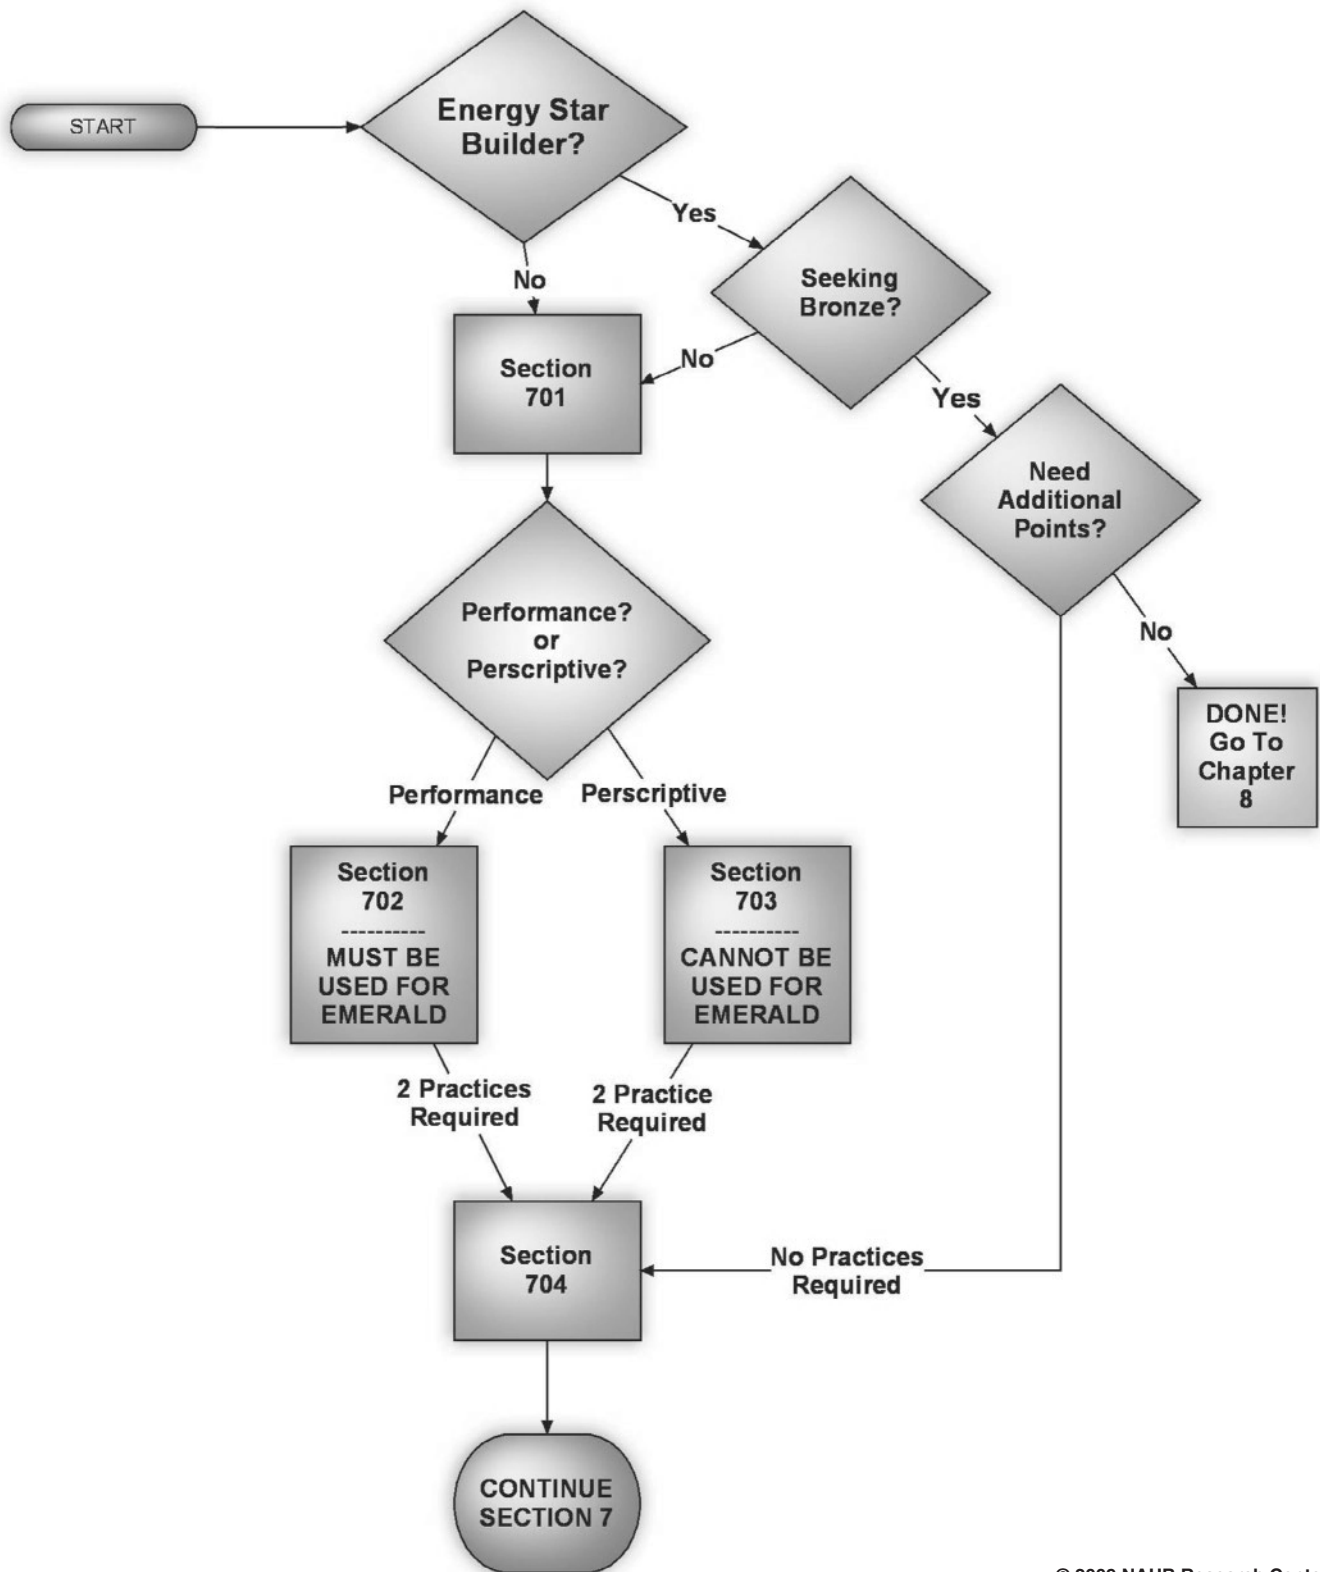 START
Energy Star
Builder?
Yes
No
Seeking
Bronze?
No
Yes
Section
701
Need
Additional
Points?
No
DONE!
Go To
Chapter
8
Performance?
or
Perscriptive?
Performance
Perscriptive
Section
702
----------
MUST BE
USED FOR
EMERALD
Section
703
----------
CANNOT BE
USED FOR
EMERALD
2 Practices
Required
2 Practice
Required
Section
704
No Practices
Required
CONTINUE
SECTION 7